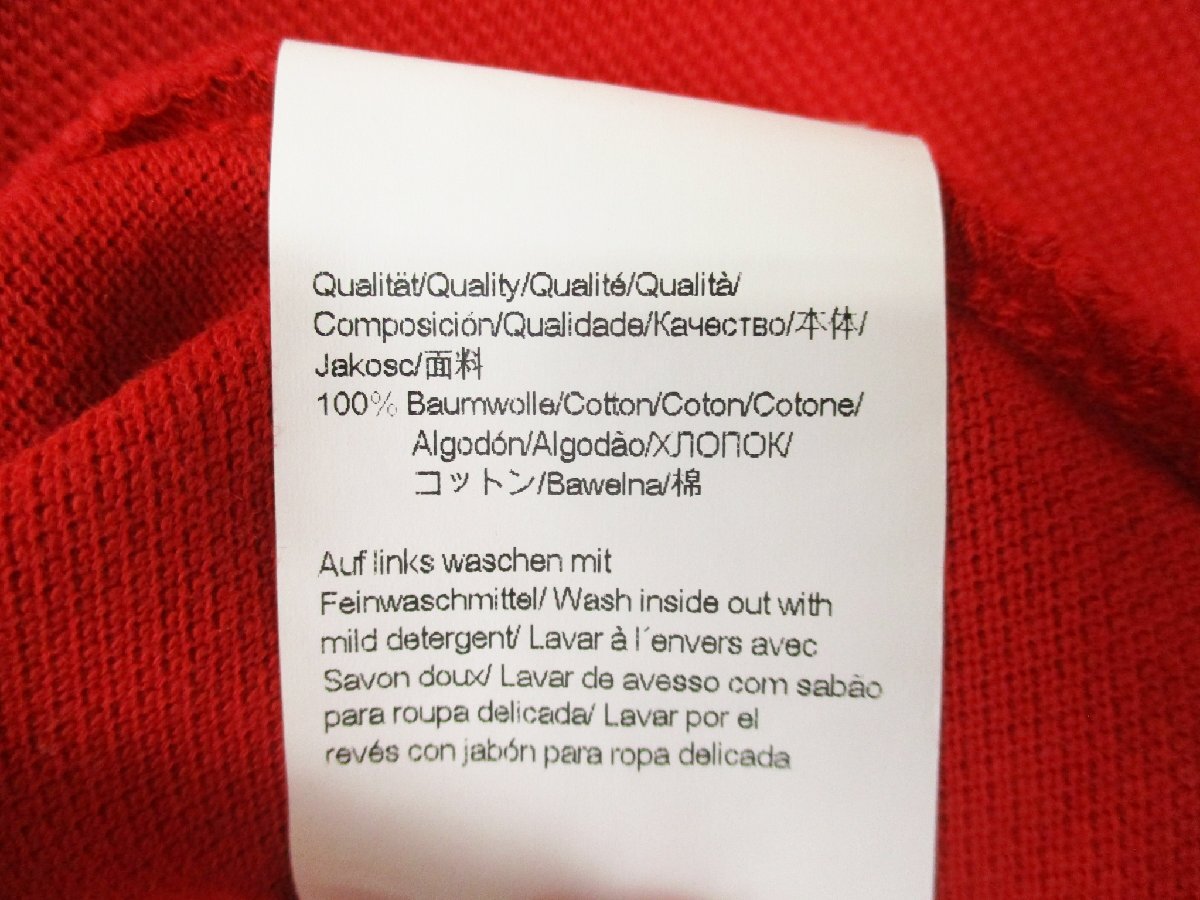 Qualität/Quality/Qualité/Qualità/
Composición/Qualidade/Качество/本体/
Jakosc/面料
100% Baumwolle/Cotton/Coton/Cotone/
Algodón/Algodão/ХЛОПОК/
コットン/Bawelna/棉
Auf links waschen mit
Feinwaschmittel/ Wash inside out with
mild detergent/ Lavar à l´envers avec
Savon doux/ Lavar de avesso com sabão
para roupa delicada/ Lavar por el
revés con jabón para ropa delicada